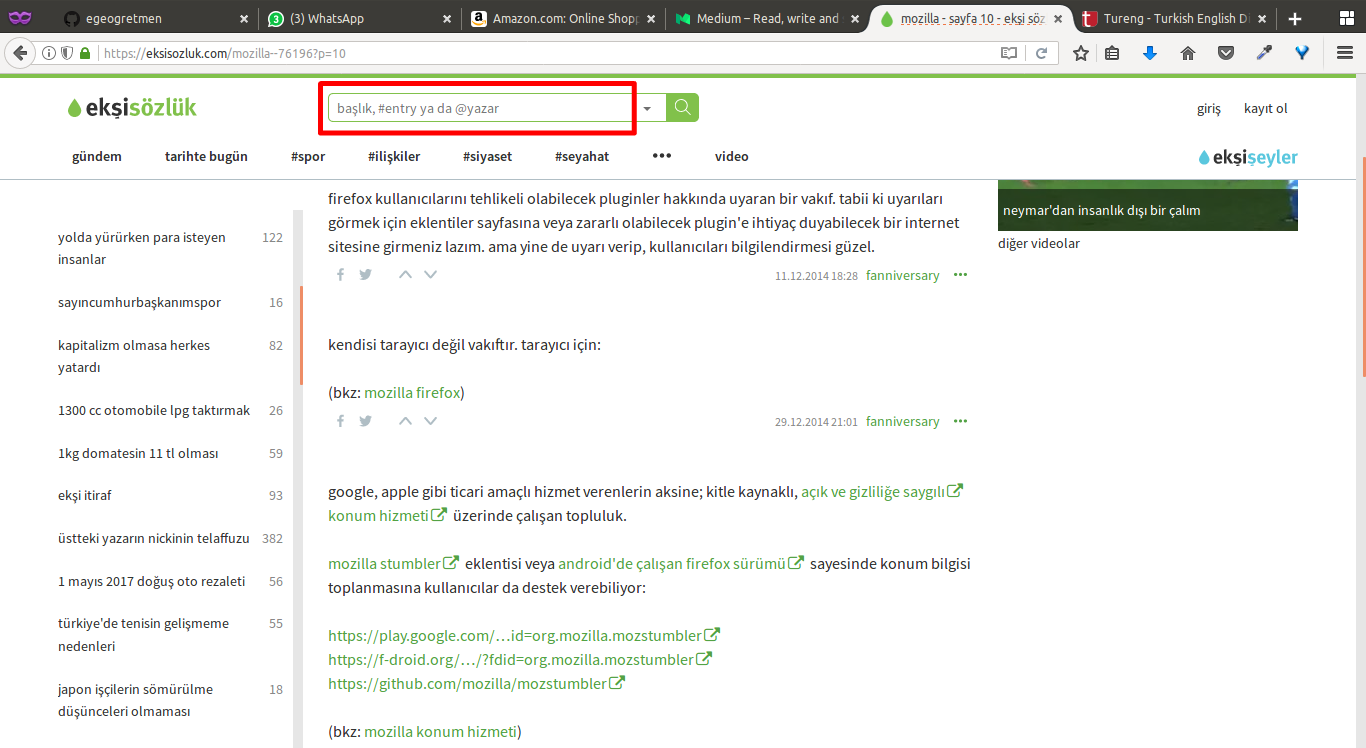 egeogretmen
(3) WhatsApp
Amazon.com: Online Shopp
Medium – Read, write and
mozilla - sayfa 10 - ekşi söz
Tureng - Turkish English Di
https://eksisozluk.com/mozilla--76196?p=10
ekşisözlük
başlık, #entry ya da @yazar
giriş
kayıt ol
gündem
tarihte bugün
#spor
#ilişkiler
#siyaset
#seyahat
•••
video
ekşişeyler
yolda yürürken para isteyen 122
insanlar
sayıncumhurbaşkanımspor 16
kapitalizm olmasa herkes 82
yatardı
1300 cc otomobile lpg taktırmak 26
1kg domatesin 11 tl olması 59
ekşi itiraf 93
üstteki yazarın nickinin telaffuzu 382
1 mayıs 2017 doğuş oto rezaleti 56
türkiye'de tenisin gelişmeme 55
nedenleri
japon işçilerin sömürülme 18
düşünceleri olmaması
firefox kullanıcılarını tehlikeli olabilecek pluginler hakkında uyaran bir vakıf. tabii ki uyarıları
görmek için eklentiler sayfasına veya zararlı olabilecek plugin'e ihtiyaç duyabilecek bir internet
sitesine girmeniz lazım. ama yine de uyarı verip, kullanıcıları bilgilendirmesi güzel.
11.12.2014 18:28 fanniversary •••
kendisi tarayıcı değil vakıftır. tarayıcı için:
(bkz: mozilla firefox)
29.12.2014 21:01 fanniversary •••
google, apple gibi ticari amaçlı hizmet verenlerin aksine; kitle kaynaklı, açık ve gizliliğe saygılı
konum hizmeti üzerinde çalışan topluluk.
mozilla stumbler eklentisi veya android'de çalışan firefox sürümü sayesinde konum bilgisi
toplanmasına kullanıcılar da destek verebiliyor:
https://play.google.com/…id=org.mozilla.mozstumbler
https://f-droid.org/…/?fdid=org.mozilla.mozstumbler
https://github.com/mozilla/mozstumbler
(bkz: mozilla konum hizmeti)
neymar'dan insanlık dışı bir çalım
diğer videolar